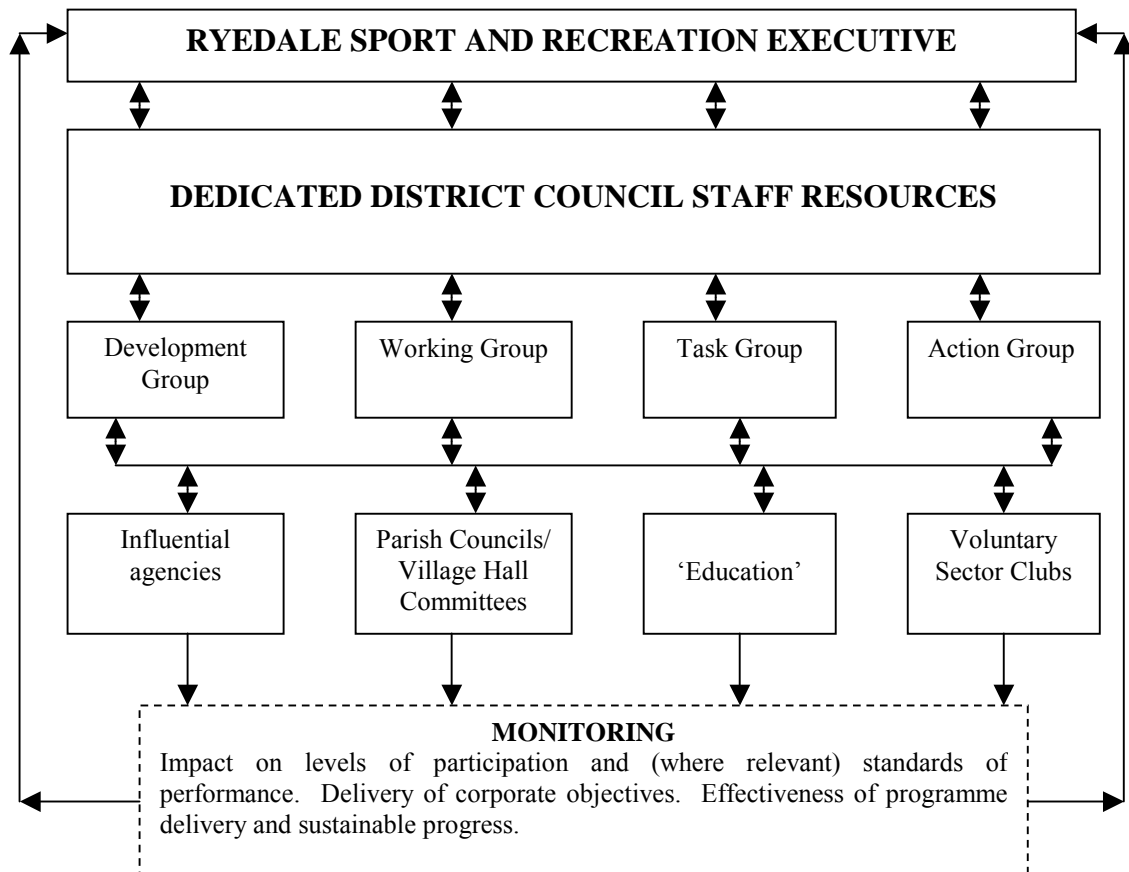 RYEDALE SPORT AND RECREATION EXECUTIVE
DEDICATED DISTRICT COUNCIL STAFF RESOURCES
Development
Group
Working Group
Task Group
Action Group
Influential
agencies
Parish Councils/
Village Hall
Committees
‘Education’
Voluntary
Sector Clubs
MONITORING
Impact on levels of participation and (where relevant) standards of
performance. Delivery of corporate objectives. Effectiveness of programme
delivery and sustainable progress.